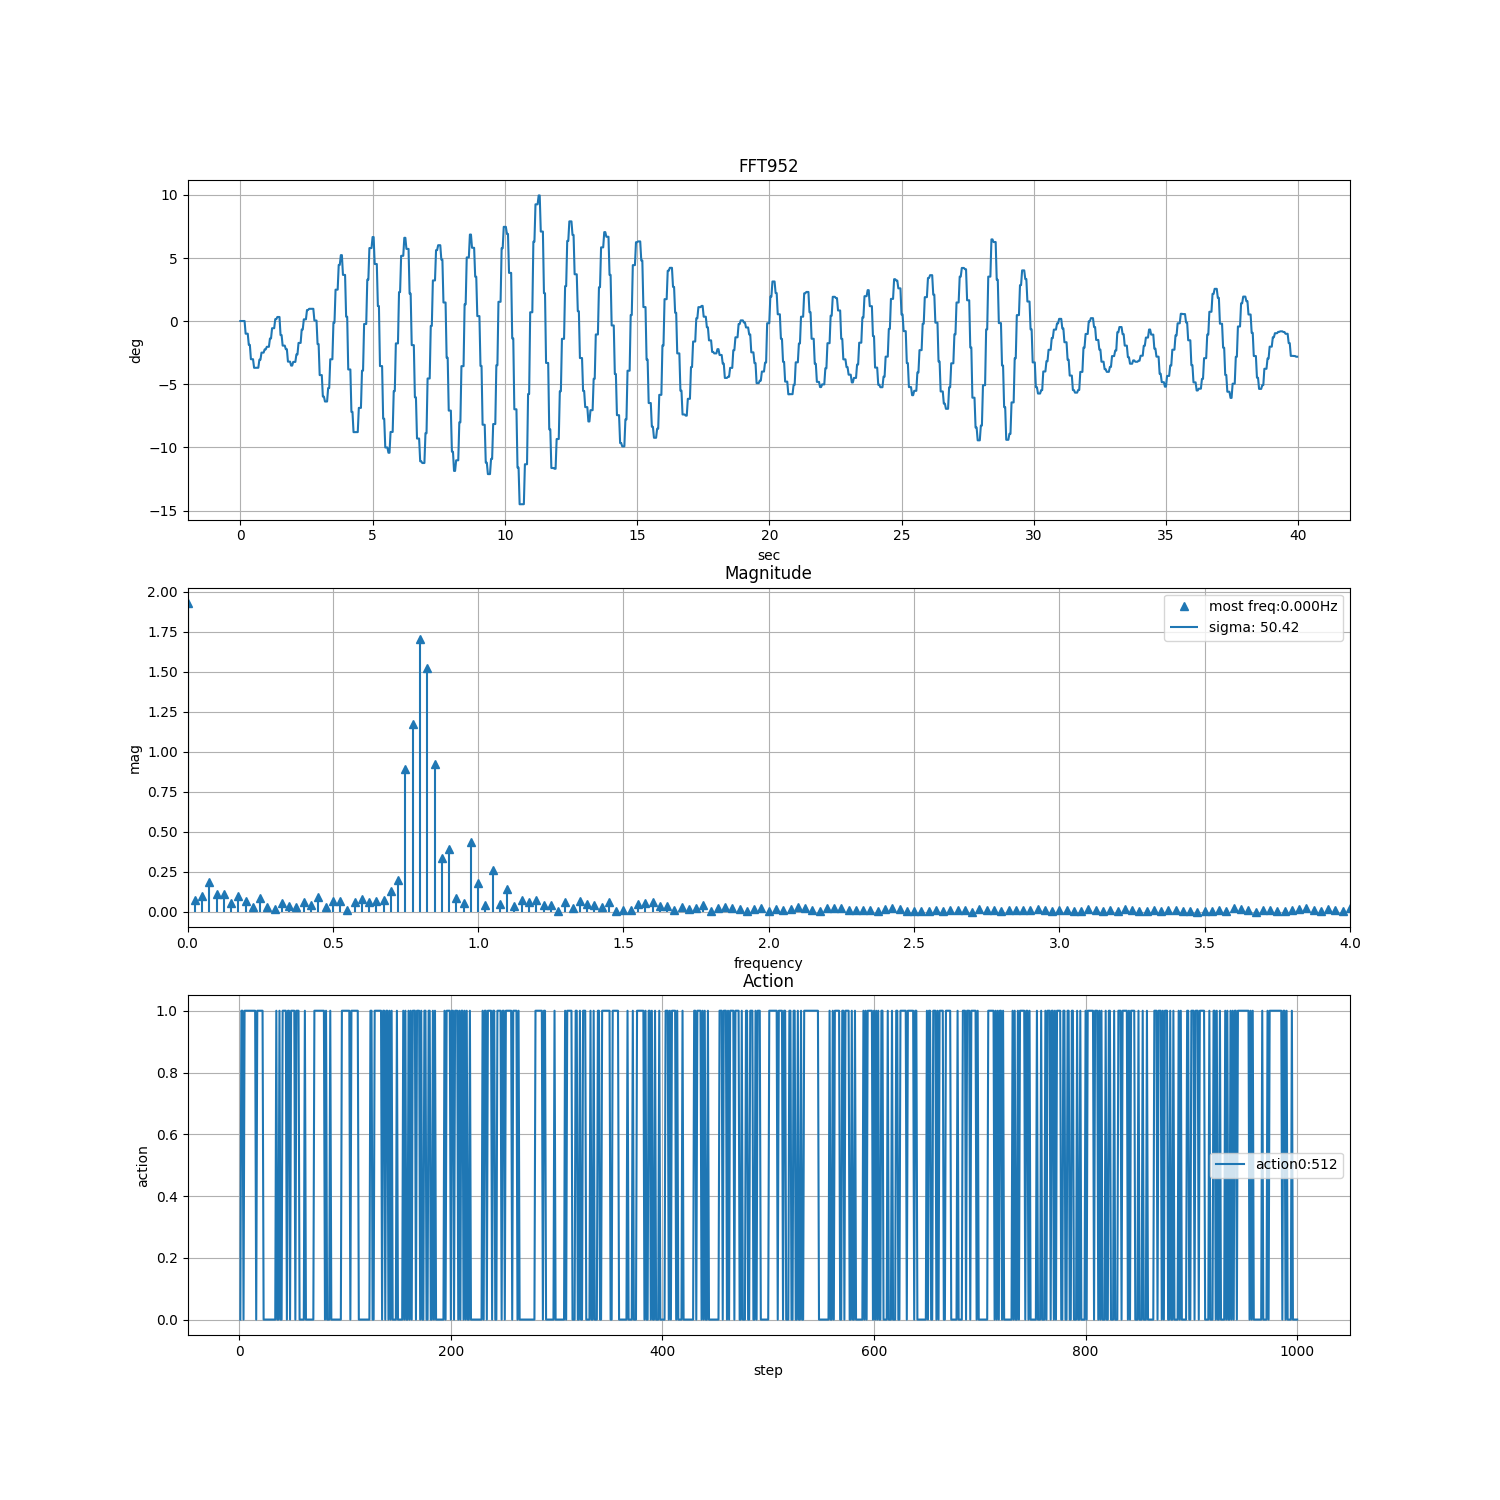 FFT952
10
5
0
−5
−10
−15
deg
0 5 10 15 20 25 30 35 40
sec
Magnitude
2.00
1.75
1.50
1.25
1.00
0.75
0.50
0.25
0.00
mag
most freq:0.000Hz
sigma: 50.42
0.0 0.5 1.0 1.5 2.0 2.5 3.0 3.5 4.0
frequency
Action
1.0
0.8
0.6
0.4
0.2
0.0
action
action0:512
0 200 400 600 800 1000
step